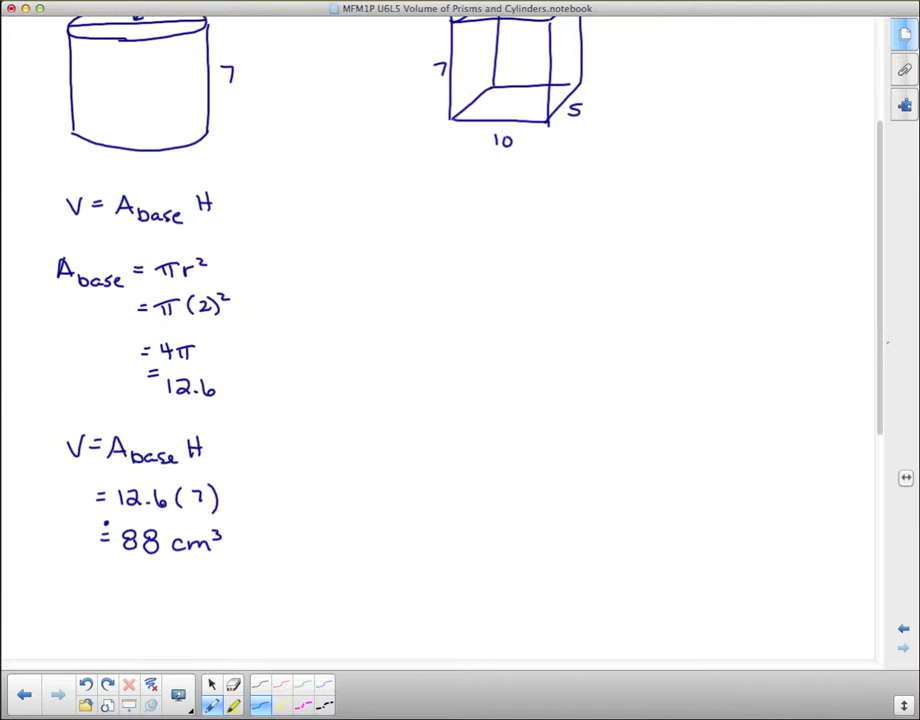 MFM1P U6L5 Volume of Prisms and Cylinders.notebook
7
7
5
10
V = A_base H
A_base = πr²
= π(2)²
= 4π
=
12.6
V = A_base H
= 12.6(7)
≐ 88 cm³